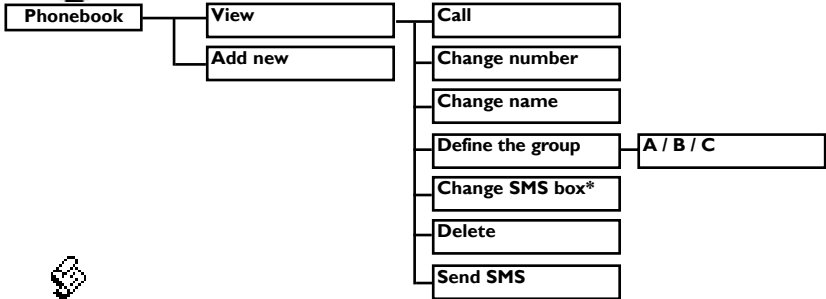 Phonebook
View
Add new
Call
Change number
Change name
Define the group
A / B / C
Change SMS box*
Delete
Send SMS